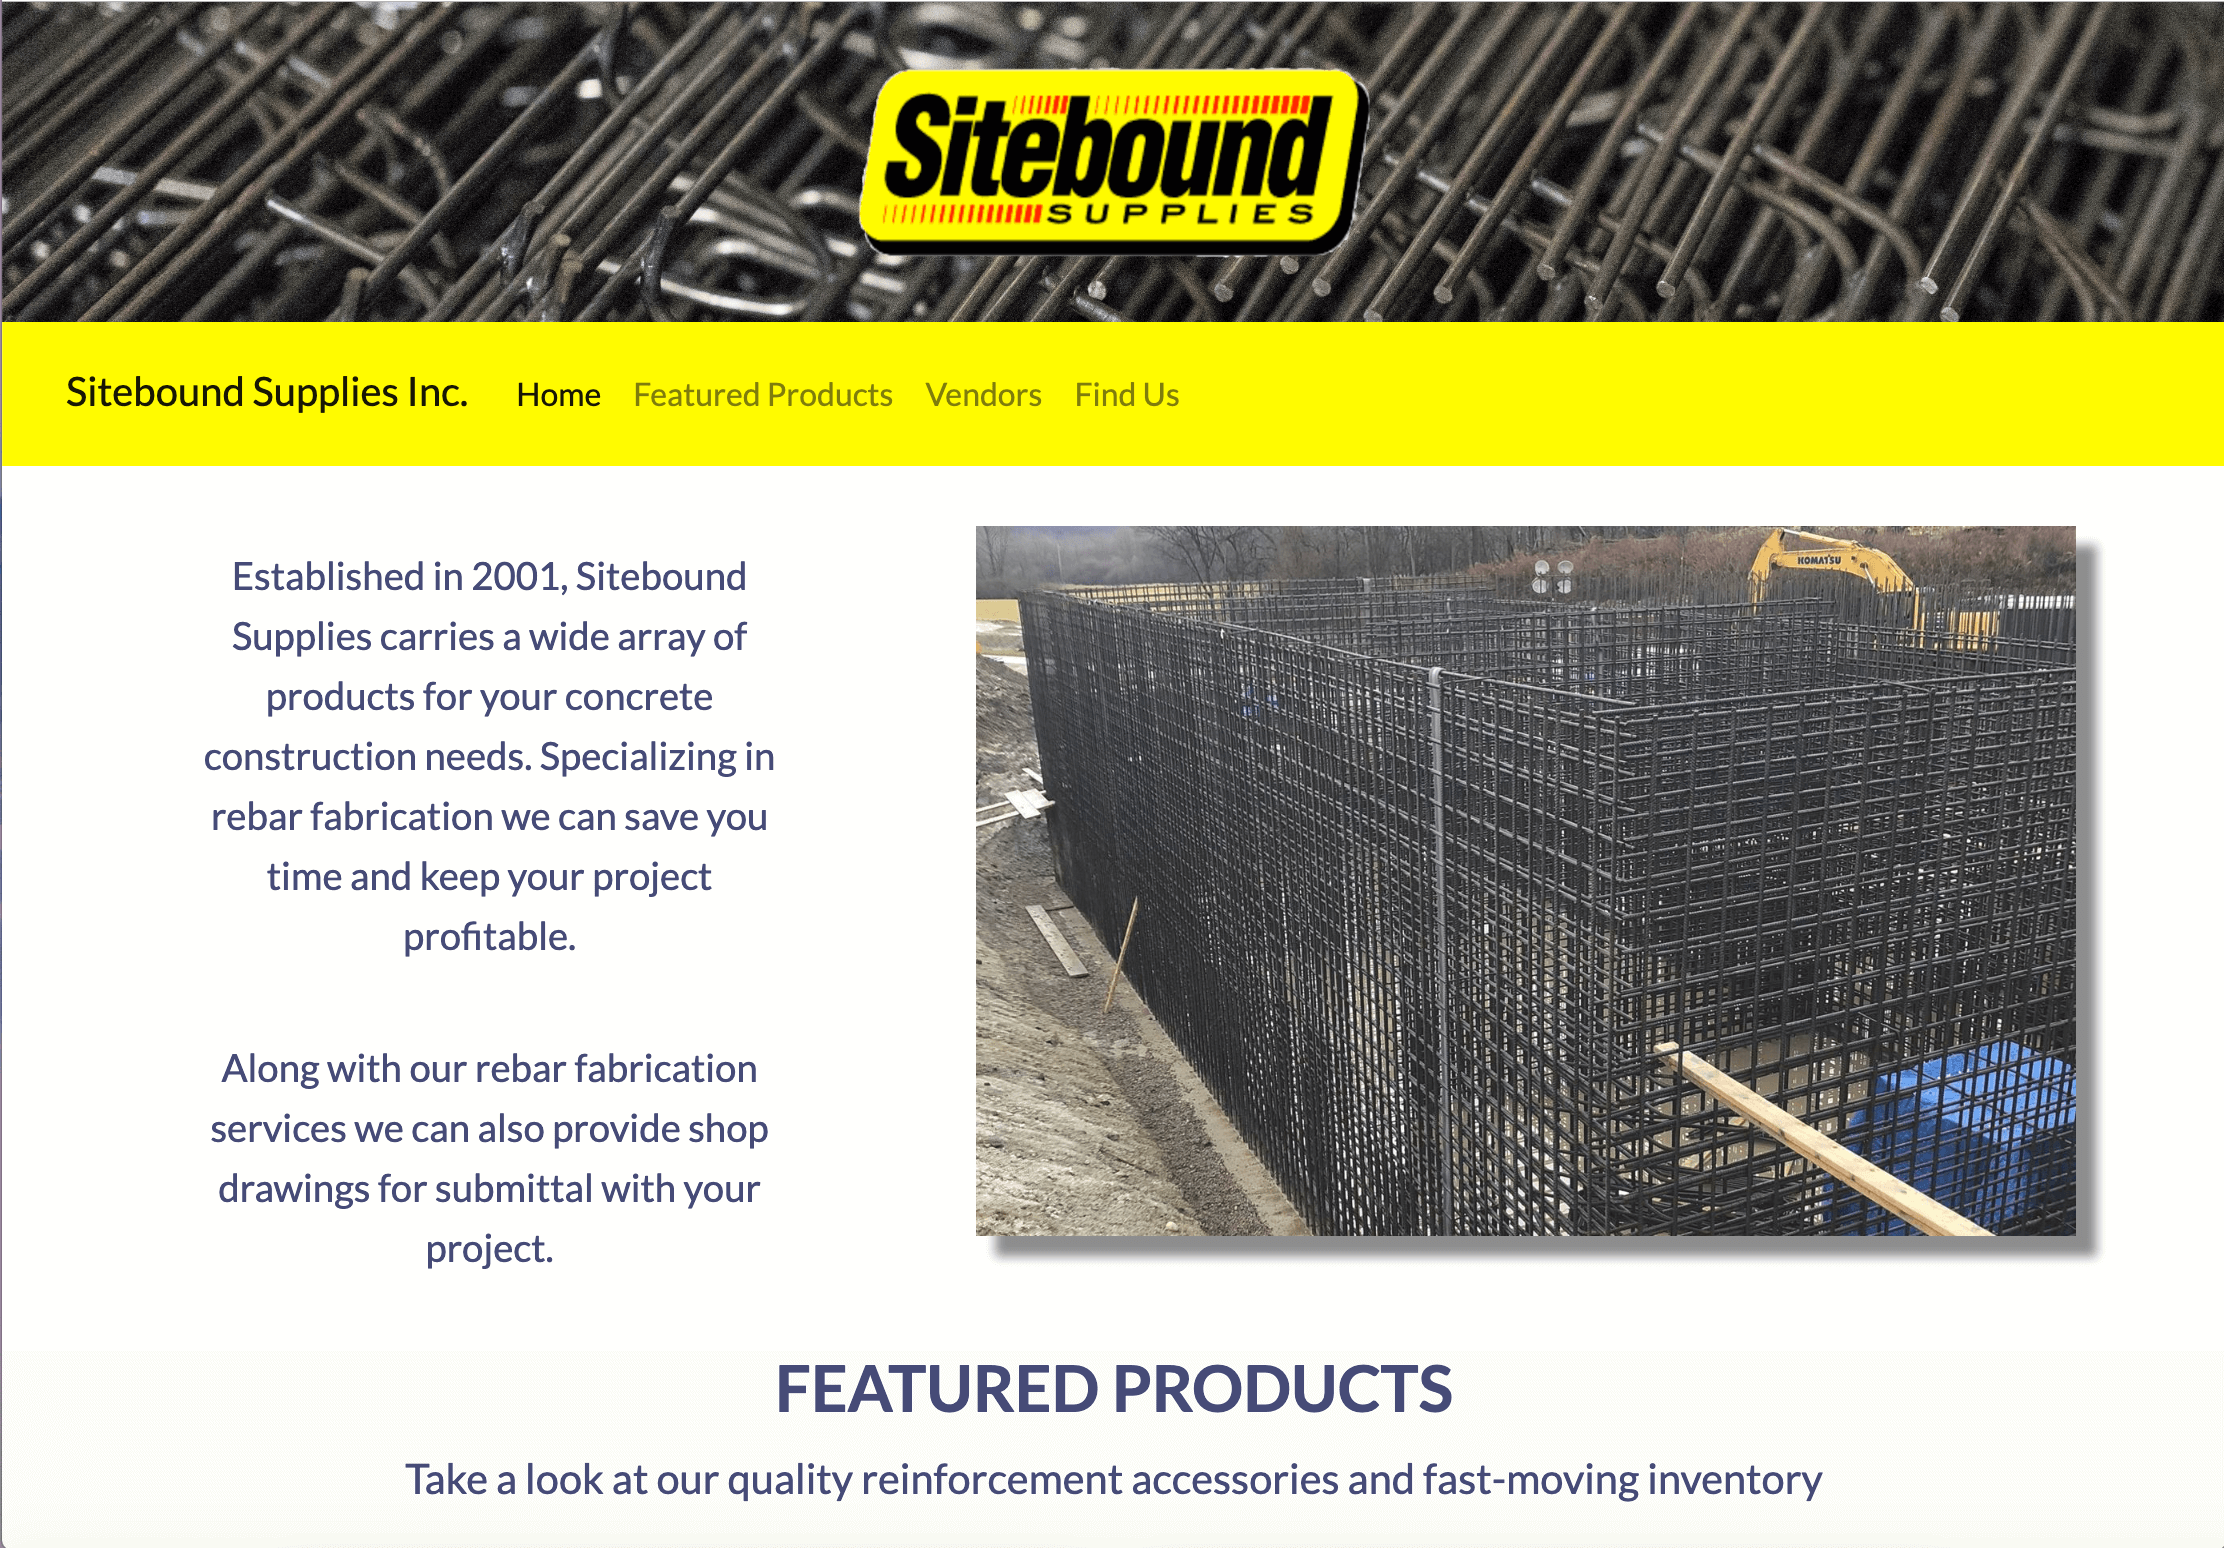 Sitebound
SUPPLIES
Sitebound Supplies Inc. Home Featured Products Vendors Find Us
Established in 2001, Sitebound
Supplies carries a wide array of
products for your concrete
construction needs. Specializing in
rebar fabrication we can save you
time and keep your project
profitable.
KOMATSU
Along with our rebar fabrication
services we can also provide shop
drawings for submittal with your
project.
FEATURED PRODUCTS
Take a look at our quality reinforcement accessories and fast-moving inventory